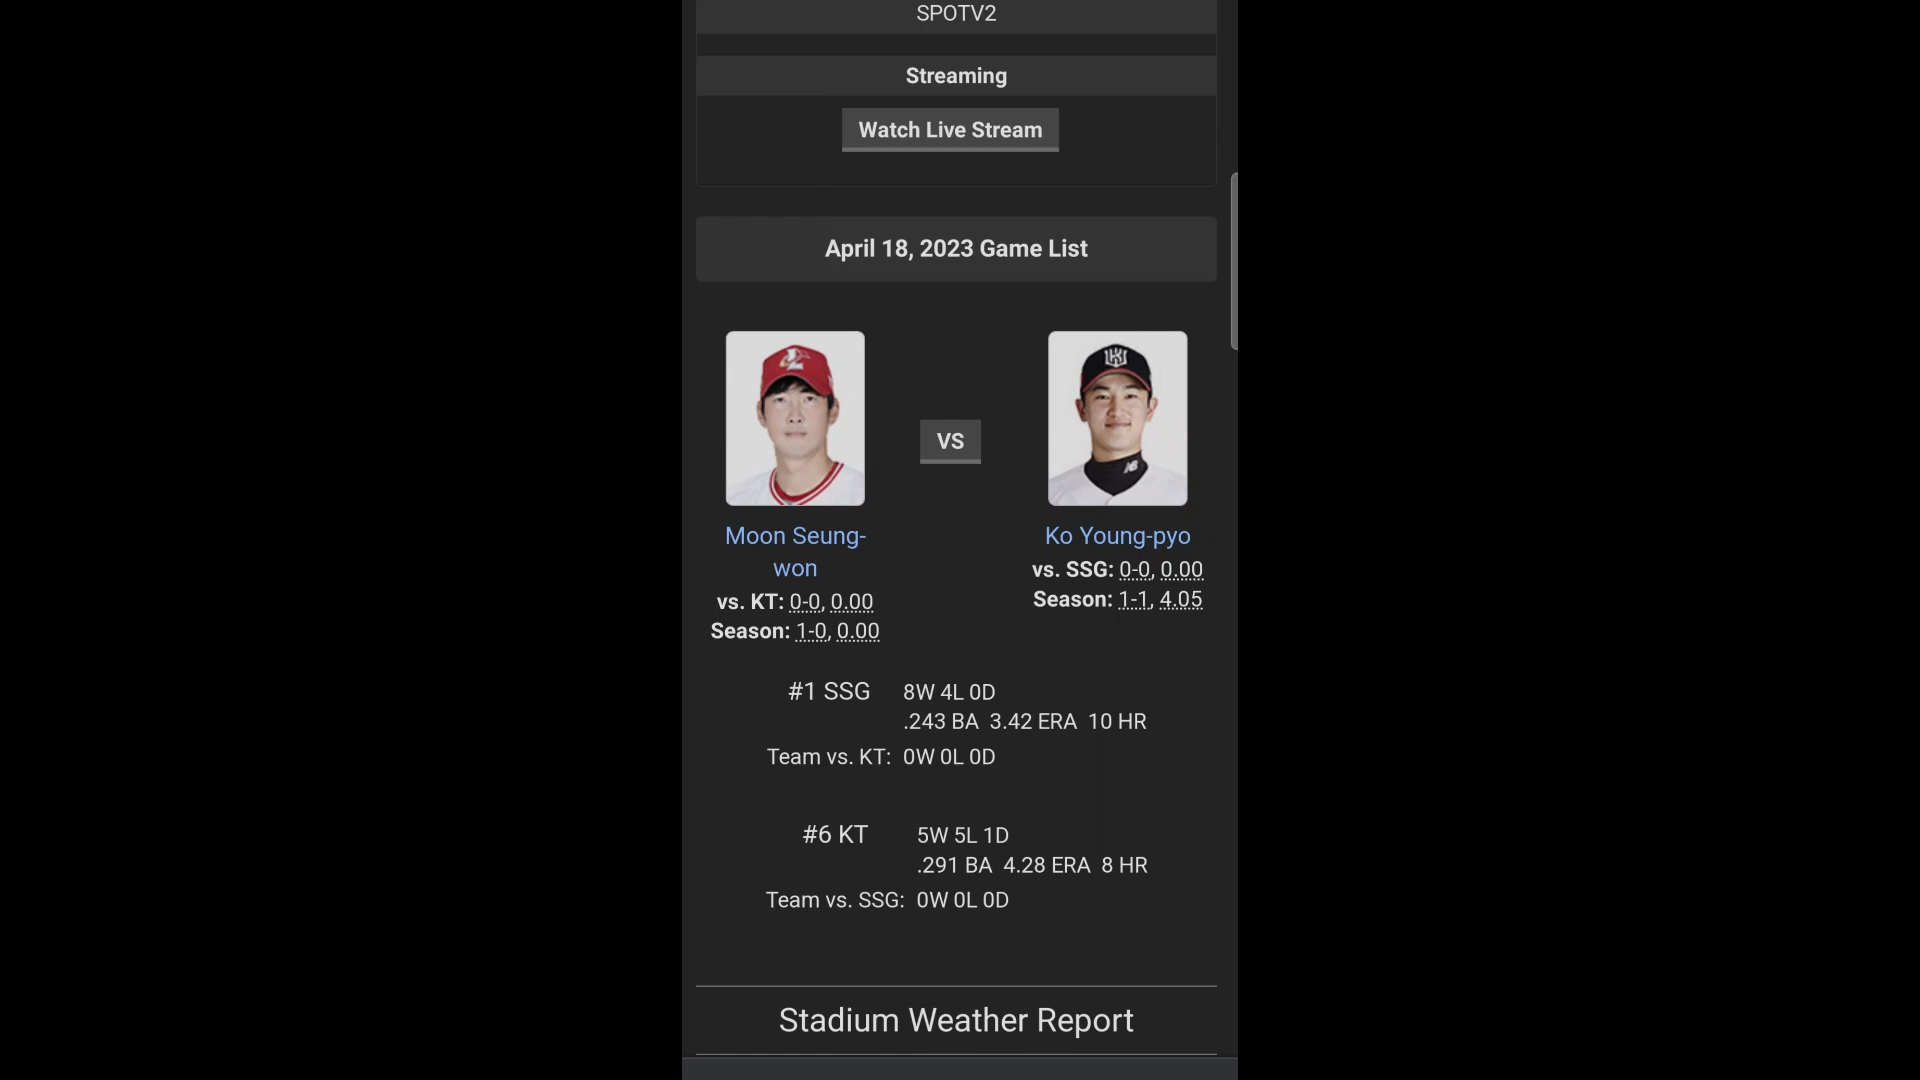 SPOTV2
Streaming
Watch Live Stream
April 18, 2023 Game List
VS
Moon Seung-
won
vs. KT: 0-0, 0.00
Season: 1-0, 0.00
Ko Young-pyo
vs. SSG: 0-0, 0.00
Season: 1-1, 4.05
#1 SSG 8W 4L 0D
.243 BA 3.42 ERA 10 HR
Team vs. KT: 0W 0L 0D
#6 KT 5W 5L 1D
.291 BA 4.28 ERA 8 HR
Team vs. SSG: 0W 0L 0D
Stadium Weather Report